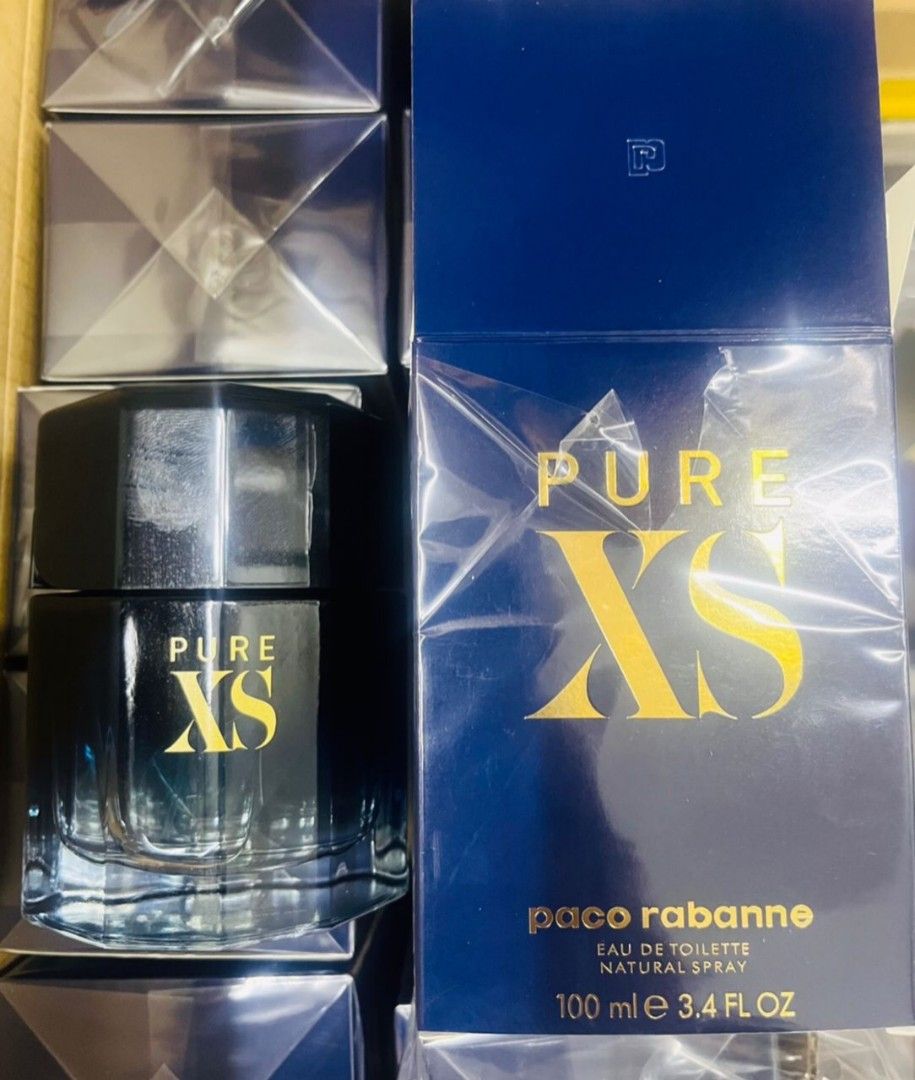 PURE
XS
PURE
XS
paco rabanne
EAU DE TOILETTE
NATURAL SPRAY
100 ml e 3.4 FL OZ